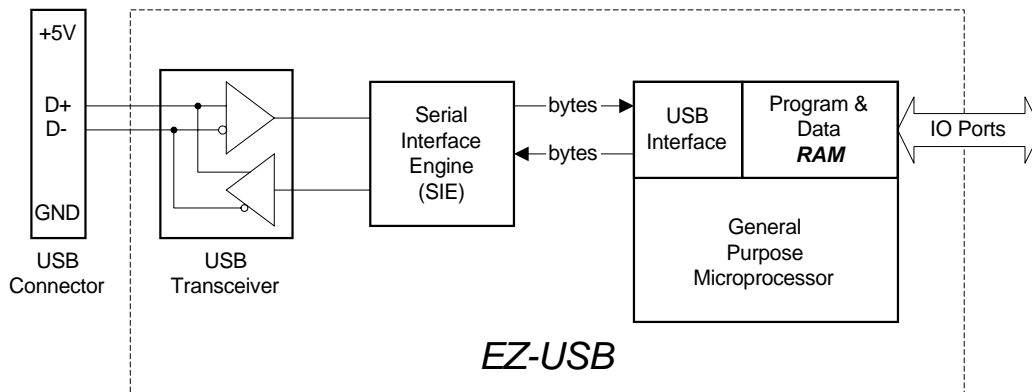 +5V
D+
D-
GND
USB
Connector
USB
Transceiver
Serial
Interface
Engine
(SIE)
bytes
bytes
USB
Interface
Program &
Data
RAM
General
Purpose
Microprocessor
IO Ports
EZ-USB